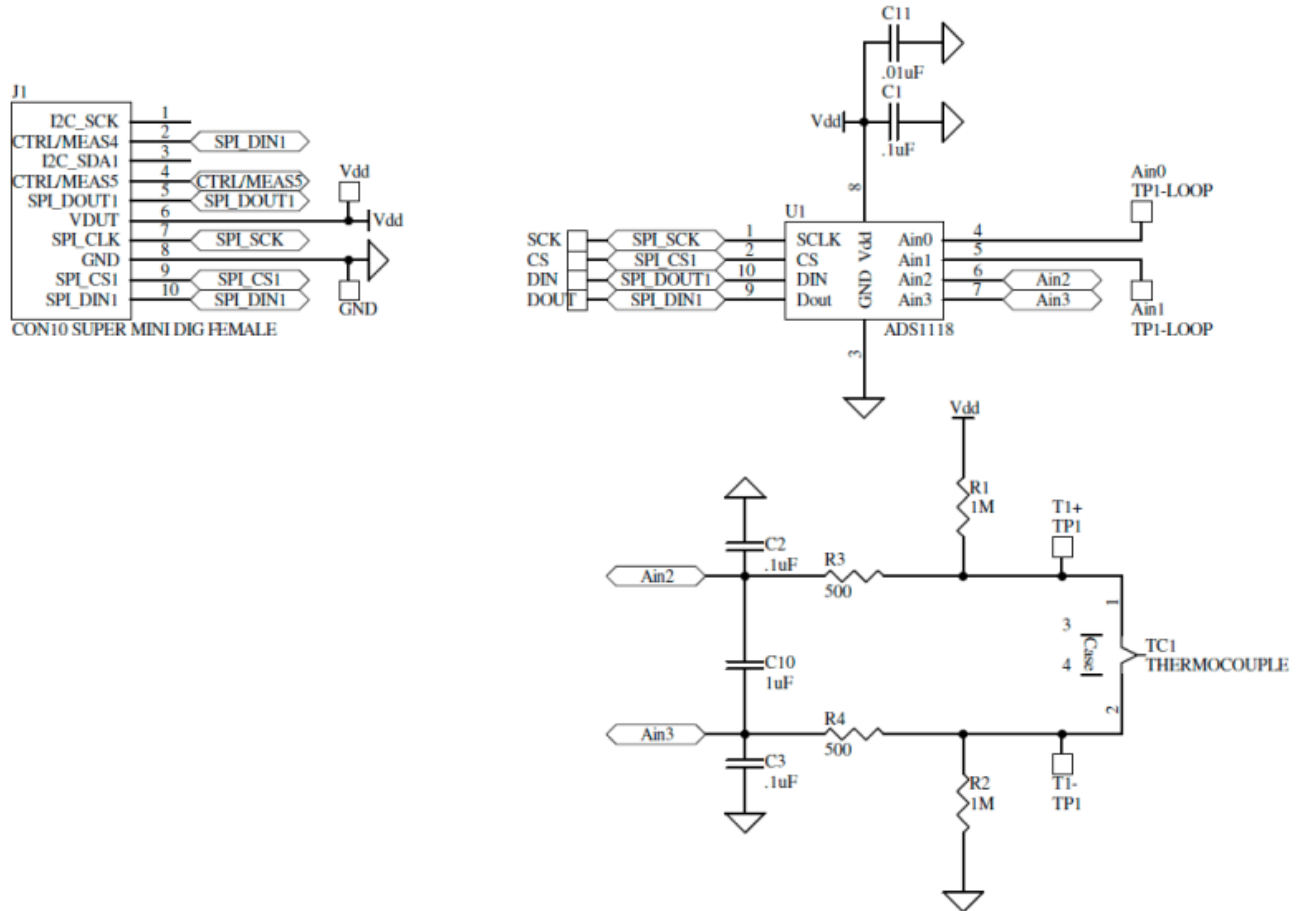 J1
I2C_SCK 1
CTRL/MEAS4 2 SPI_DIN1
I2C_SDA1 3
CTRL/MEAS5 4 CTRL/MEAS5
SPI_DOUT1 5 SPI_DOUT1
VDUT 6
SPI_CLK 7 SPI_SCK
GND 8
SPI_CS1 9 SPI_CS1
SPI_DIN1 10 SPI_DIN1
CON10 SUPER MINI DIG FEMALE
Vdd
Vdd
GND
C11
.01uF
C1
Vdd
.1uF
8
U1
SCK SPI_SCK 1 SCLK
CS SPI_CS1 2 CS
DIN SPI_DOUT1 10 DIN
DOUT SPI_DIN1 9 Dout
Vdd
GND
Ain0 4
Ain1 5
Ain2 6 Ain2
Ain3 7 Ain3
ADS1118
3
Ain0
TP1-LOOP
Ain1
TP1-LOOP
Vdd
R1
1M
T1+
TP1
C2
.1uF
Ain2
R3
500
1
3
Case
4
TC1
THERMOCOUPLE
C10
1uF
2
Ain3
R4
500
C3
.1uF
R2
1M
T1-
TP1